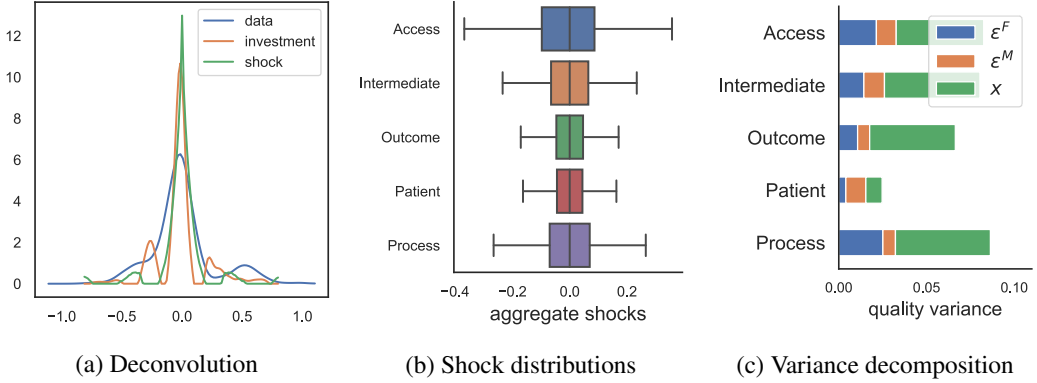 data
investment
shock
12
10
8
6
4
2
0
−1.0 −0.5 0.0 0.5 1.0
(a) Deconvolution
Access
Intermediate
Outcome
Patient
Process
−0.4 −0.2 0.0 0.2
aggregate shocks
(b) Shock distributions
Access
Intermediate
Outcome
Patient
Process
ε^F
ε^M
x
0.00 0.05 0.10
quality variance
(c) Variance decomposition